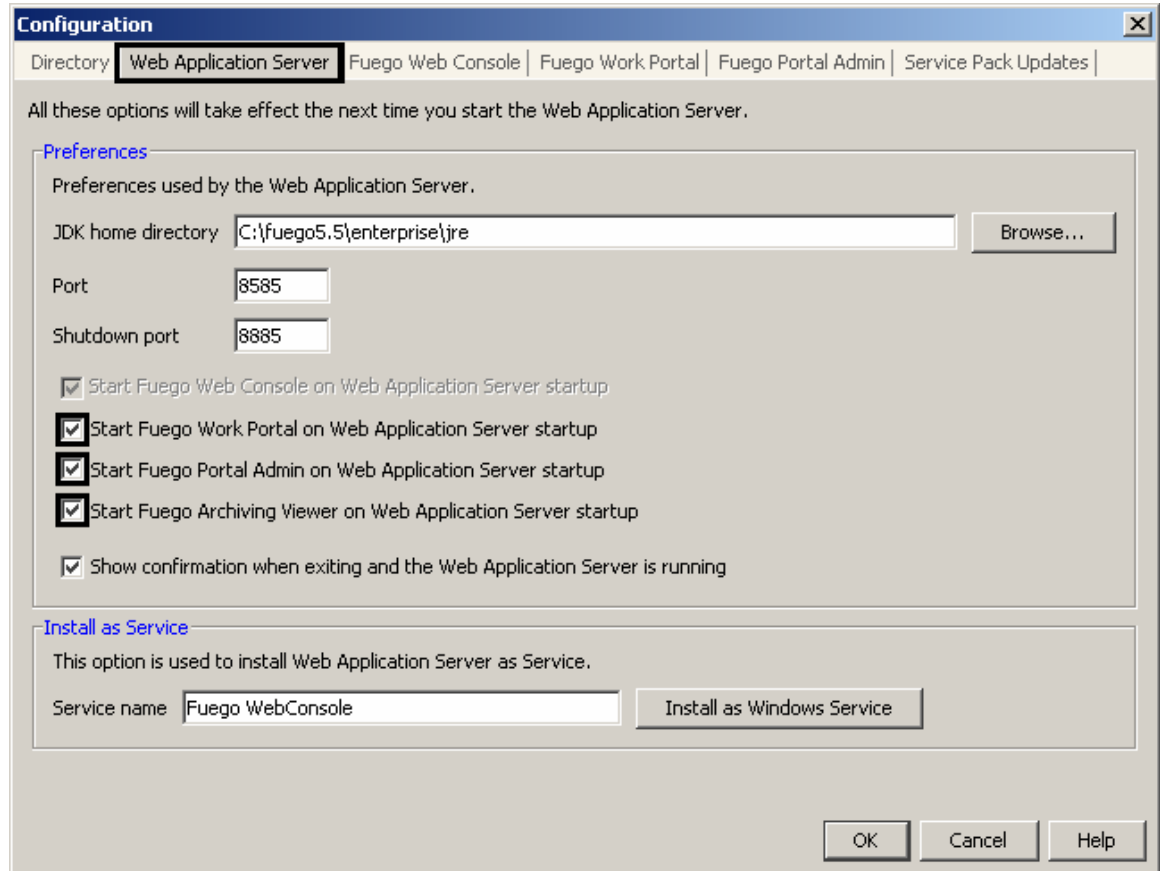 Configuration
Directory Web Application Server Fuego Web Console Fuego Work Portal Fuego Portal Admin Service Pack Updates
All these options will take effect the next time you start the Web Application Server.
Preferences
Preferences used by the Web Application Server.
JDK home directory C:\fuego5.5\enterprise\jre Browse...
Port 8585
Shutdown port 8885
Start Fuego Web Console on Web Application Server startup
Start Fuego Work Portal on Web Application Server startup
Start Fuego Portal Admin on Web Application Server startup
Start Fuego Archiving Viewer on Web Application Server startup
Show confirmation when exiting and the Web Application Server is running
Install as Service
This option is used to install Web Application Server as Service.
Service name Fuego WebConsole Install as Windows Service
OK Cancel Help